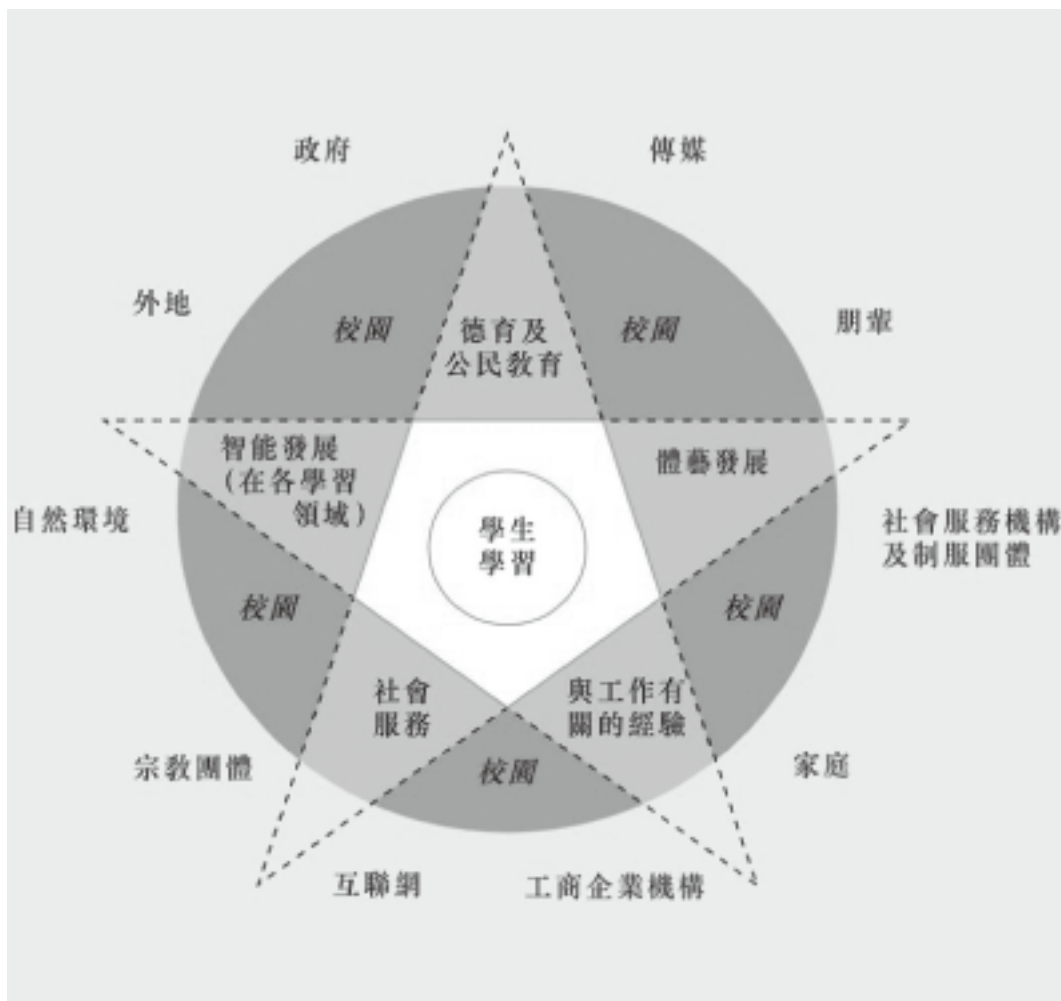 政府
傳媒
外地
校園
德育及
公民教育
校園
朋輩
智能發展
(在各學習
領域)
體藝發展
自然環境
學生
學習
社會服務機構
及制服團體
校園
校園
社會
服務
與工作有
關的經驗
宗教團體
校園
家庭
互聯網
工商企業機構